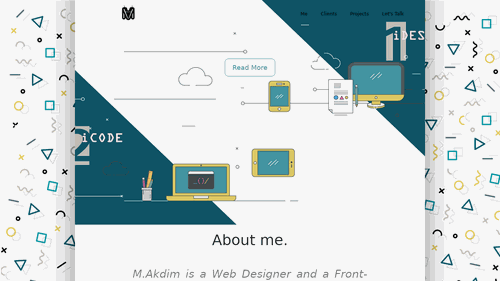 M
Me Clients Projects Let's Talk
iDES
Read More
iCODE
About me.
M.Akdim is a Web Designer and a Front-